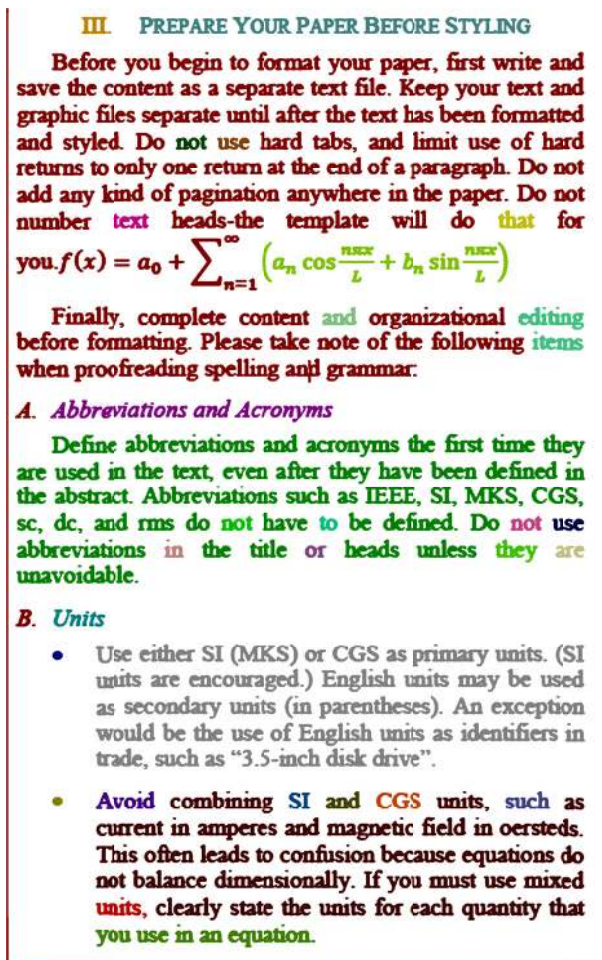 III. PREPARE YOUR PAPER BEFORE STYLING
Before you begin to format your paper, first write and
save the content as a separate text file. Keep your text and
graphic files separate until after the text has been formatted
and styled. Do not use hard tabs, and limit use of hard
returns to only one return at the end of a paragraph. Do not
add any kind of pagination anywhere in the paper. Do not
number text heads-the template will do that for
you.f(x) = a₀ + ∑_{n=1}^{∞} (aₙ cos nπx/L + bₙ sin nπx/L)
Finally, complete content and organizational editing
before formatting. Please take note of the following items
when proofreading spelling and grammar:
A. Abbreviations and Acronyms
Define abbreviations and acronyms the first time they
are used in the text, even after they have been defined in
the abstract. Abbreviations such as IEEE, SI, MKS, CGS,
sc, dc, and rms do not have to be defined. Do not use
abbreviations in the title or heads unless they are
unavoidable.
B. Units
• Use either SI (MKS) or CGS as primary units. (SI
units are encouraged.) English units may be used
as secondary units (in parentheses). An exception
would be the use of English units as identifiers in
trade, such as “3.5-inch disk drive”.
• Avoid combining SI and CGS units, such as
current in amperes and magnetic field in oersteds.
This often leads to confusion because equations do
not balance dimensionally. If you must use mixed
units, clearly state the units for each quantity that
you use in an equation.